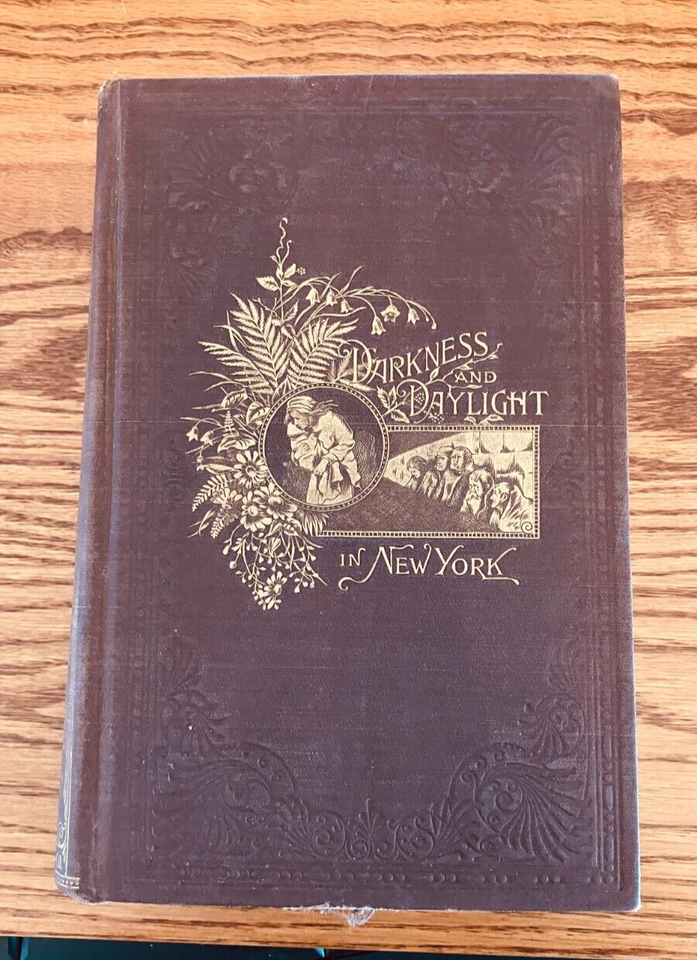 DARKNESS
AND
DAYLIGHT
IN NEW YORK